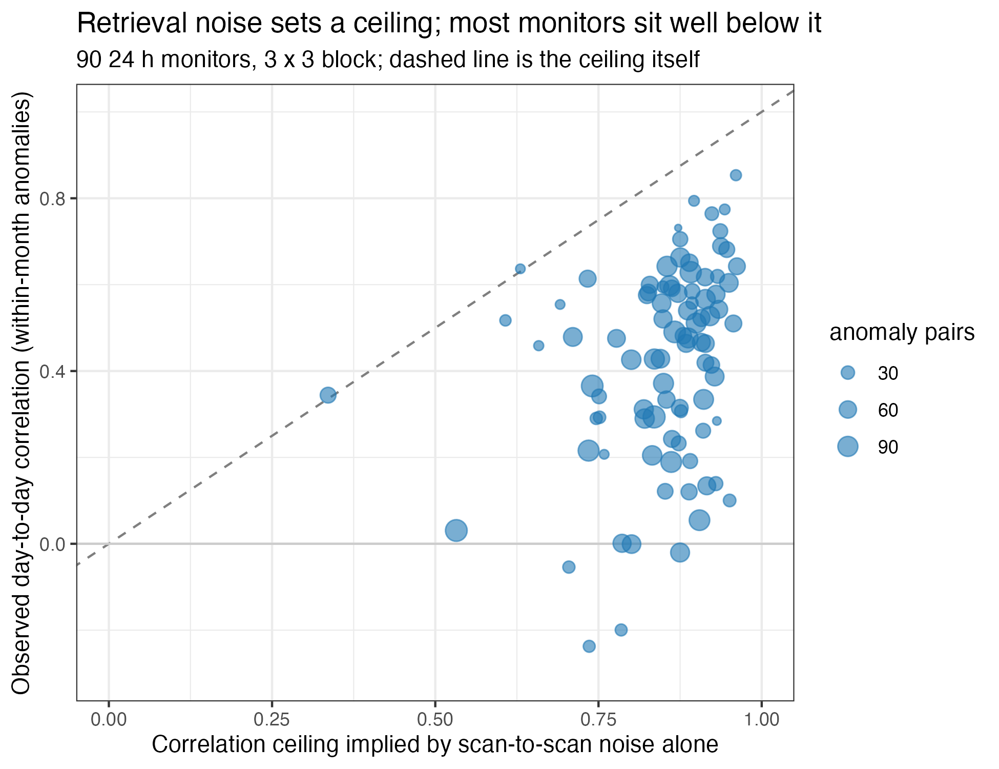 Retrieval noise sets a ceiling; most monitors sit well below it
90 24 h monitors, 3 x 3 block; dashed line is the ceiling itself
Observed day-to-day correlation (within-month anomalies)
0.8
0.4
0.0
0.00
0.25
0.50
0.75
1.00
Correlation ceiling implied by scan-to-scan noise alone
anomaly pairs
30
60
90